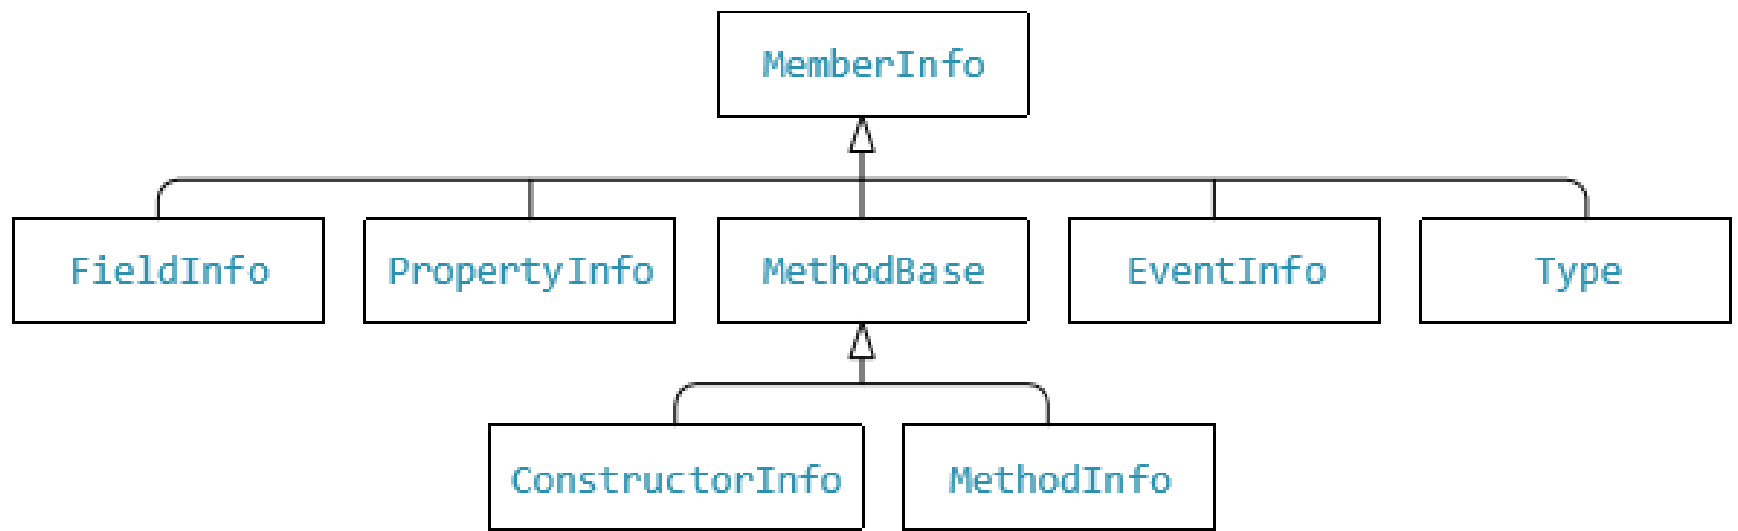 MemberInfo
FieldInfo
PropertyInfo
MethodBase
EventInfo
Type
ConstructorInfo
MethodInfo